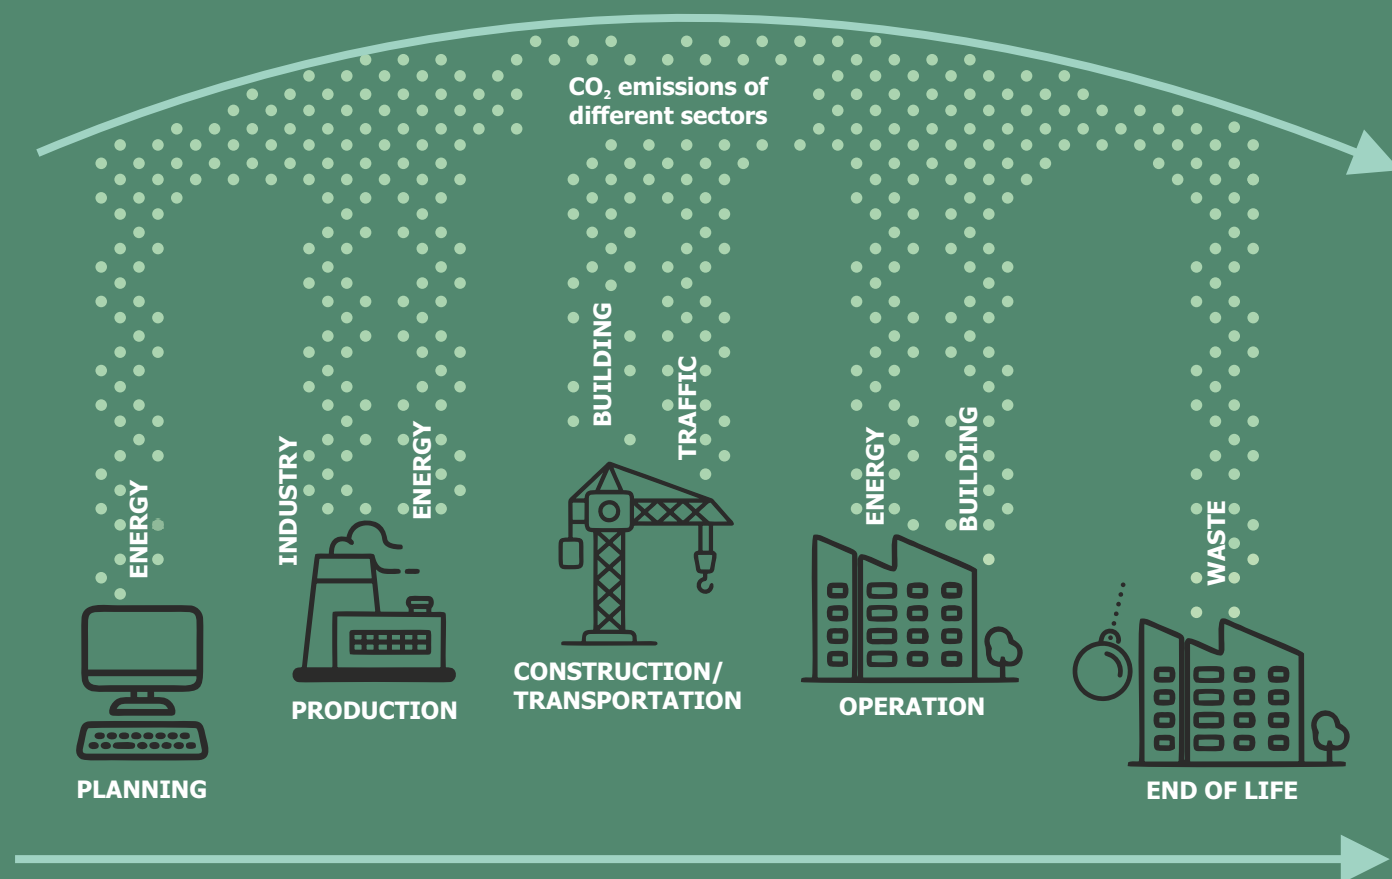 CO₂ emissions of
different sectors
ENERGY
INDUSTRY
ENERGY
BUILDING
TRAFFIC
ENERGY
BUILDING
WASTE
PLANNING
PRODUCTION
CONSTRUCTION/
TRANSPORTATION
OPERATION
END OF LIFE